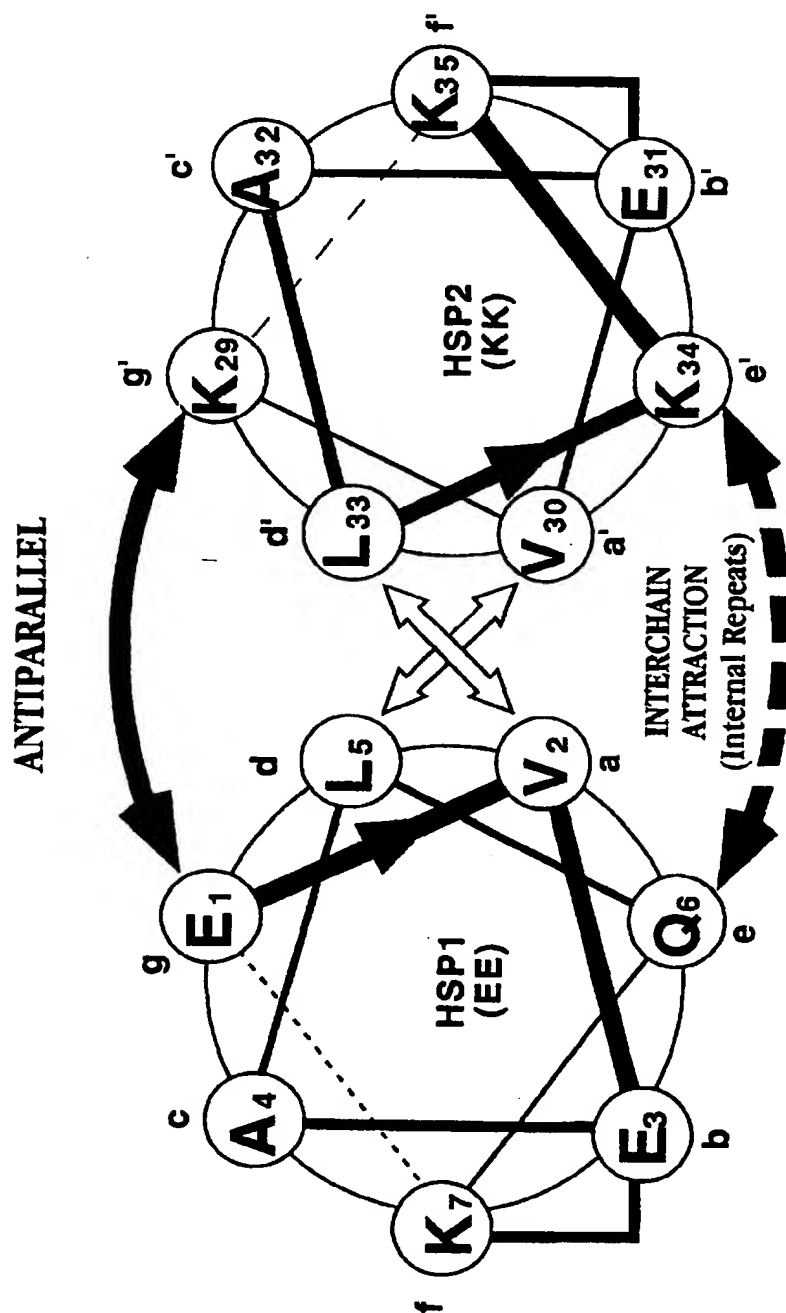 ANTIPARALLEL
g
E1
d
L5
c
A4
HSP1
(EE)
f
K7
V2
a
E3
b
Q6
e
g'
K29
c'
A32
d'
L33
f'
K35
HSP2
(KK)
V30
a'
E31
b'
K34
e'
INTERCHAIN
ATTRACTION
(Internal Repeats)